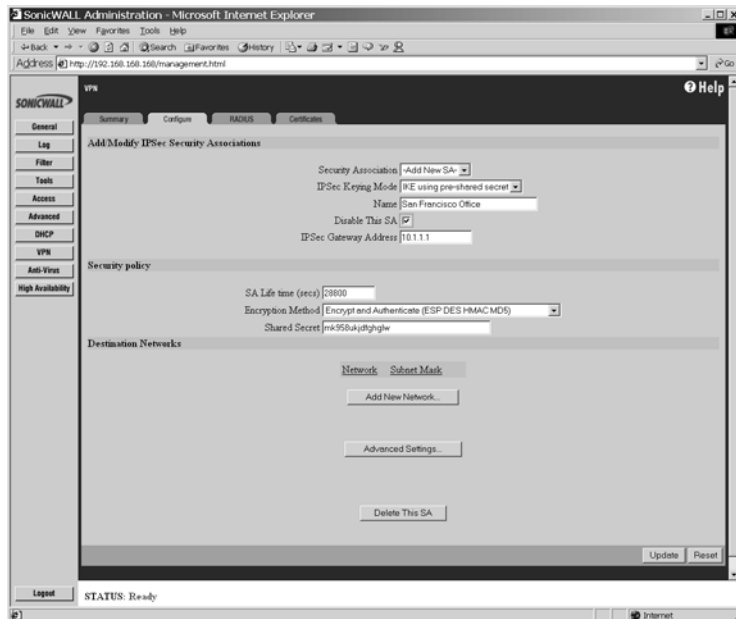 SonicWALL Administration - Microsoft Internet Explorer
File Edit View Favorites Tools Help
Back Search Favorites History
Address http://192.168.168.168/management.html Go
SONICWALL
VPN
Help
Summary Configure RADIUS Certificates
General
Log
Filter
Tools
Access
Advanced
DHCP
VPN
Anti-Virus
High Availability
Add/Modify IPSec Security Associations
Security Association -Add New SA-
IPSec Keying Mode IKE using pre-shared secret
Name San Francisco Office
Disable This SA
IPSec Gateway Address 10.1.1.1
Security policy
SA Life time (secs) 28800
Encryption Method Encrypt and Authenticate (ESP DES HMAC MD5)
Shared Secret mk958ukjdfghglw
Destination Networks
Network Subnet Mask
Add New Network...
Advanced Settings...
Delete This SA
Update Reset
Logout
STATUS: Ready
Internet